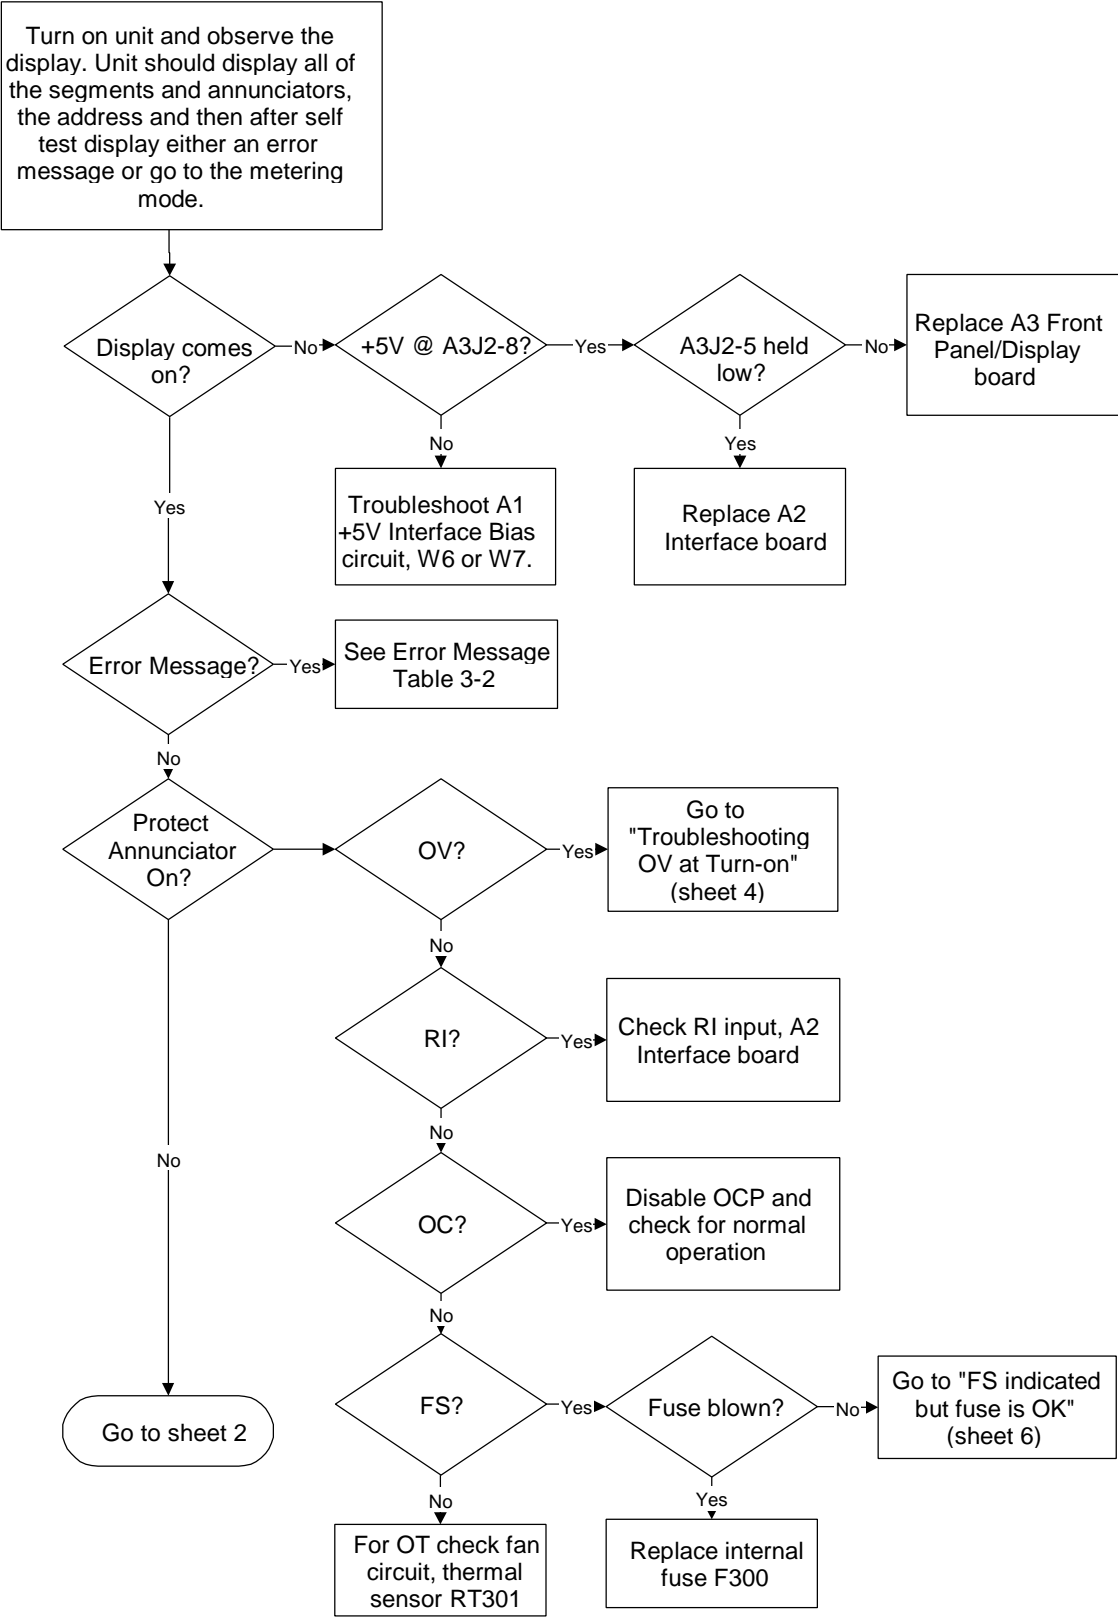 Turn on unit and observe the
display. Unit should display all of
the segments and annunciators,
the address and then after self
test display either an error
message or go to the metering
mode.
Display comes
on?
No
+5V @ A3J2-8?
Yes
A3J2-5 held
low?
No
Replace A3 Front
Panel/Display
board
No
Yes
Troubleshoot A1
+5V Interface Bias
circuit, W6 or W7.
Replace A2
Interface board
Yes
Error Message?
Yes
See Error Message
Table 3-2
No
Protect
Annunciator
On?
OV?
Yes
Go to
"Troubleshooting
OV at Turn-on"
(sheet 4)
No
RI?
Yes
Check RI input, A2
Interface board
No
OC?
Yes
Disable OCP and
check for normal
operation
No
No
Go to sheet 2
FS?
Yes
Fuse blown?
No
Go to "FS indicated
but fuse is OK"
(sheet 6)
No
Yes
For OT check fan
circuit, thermal
sensor RT301
Replace internal
fuse F300